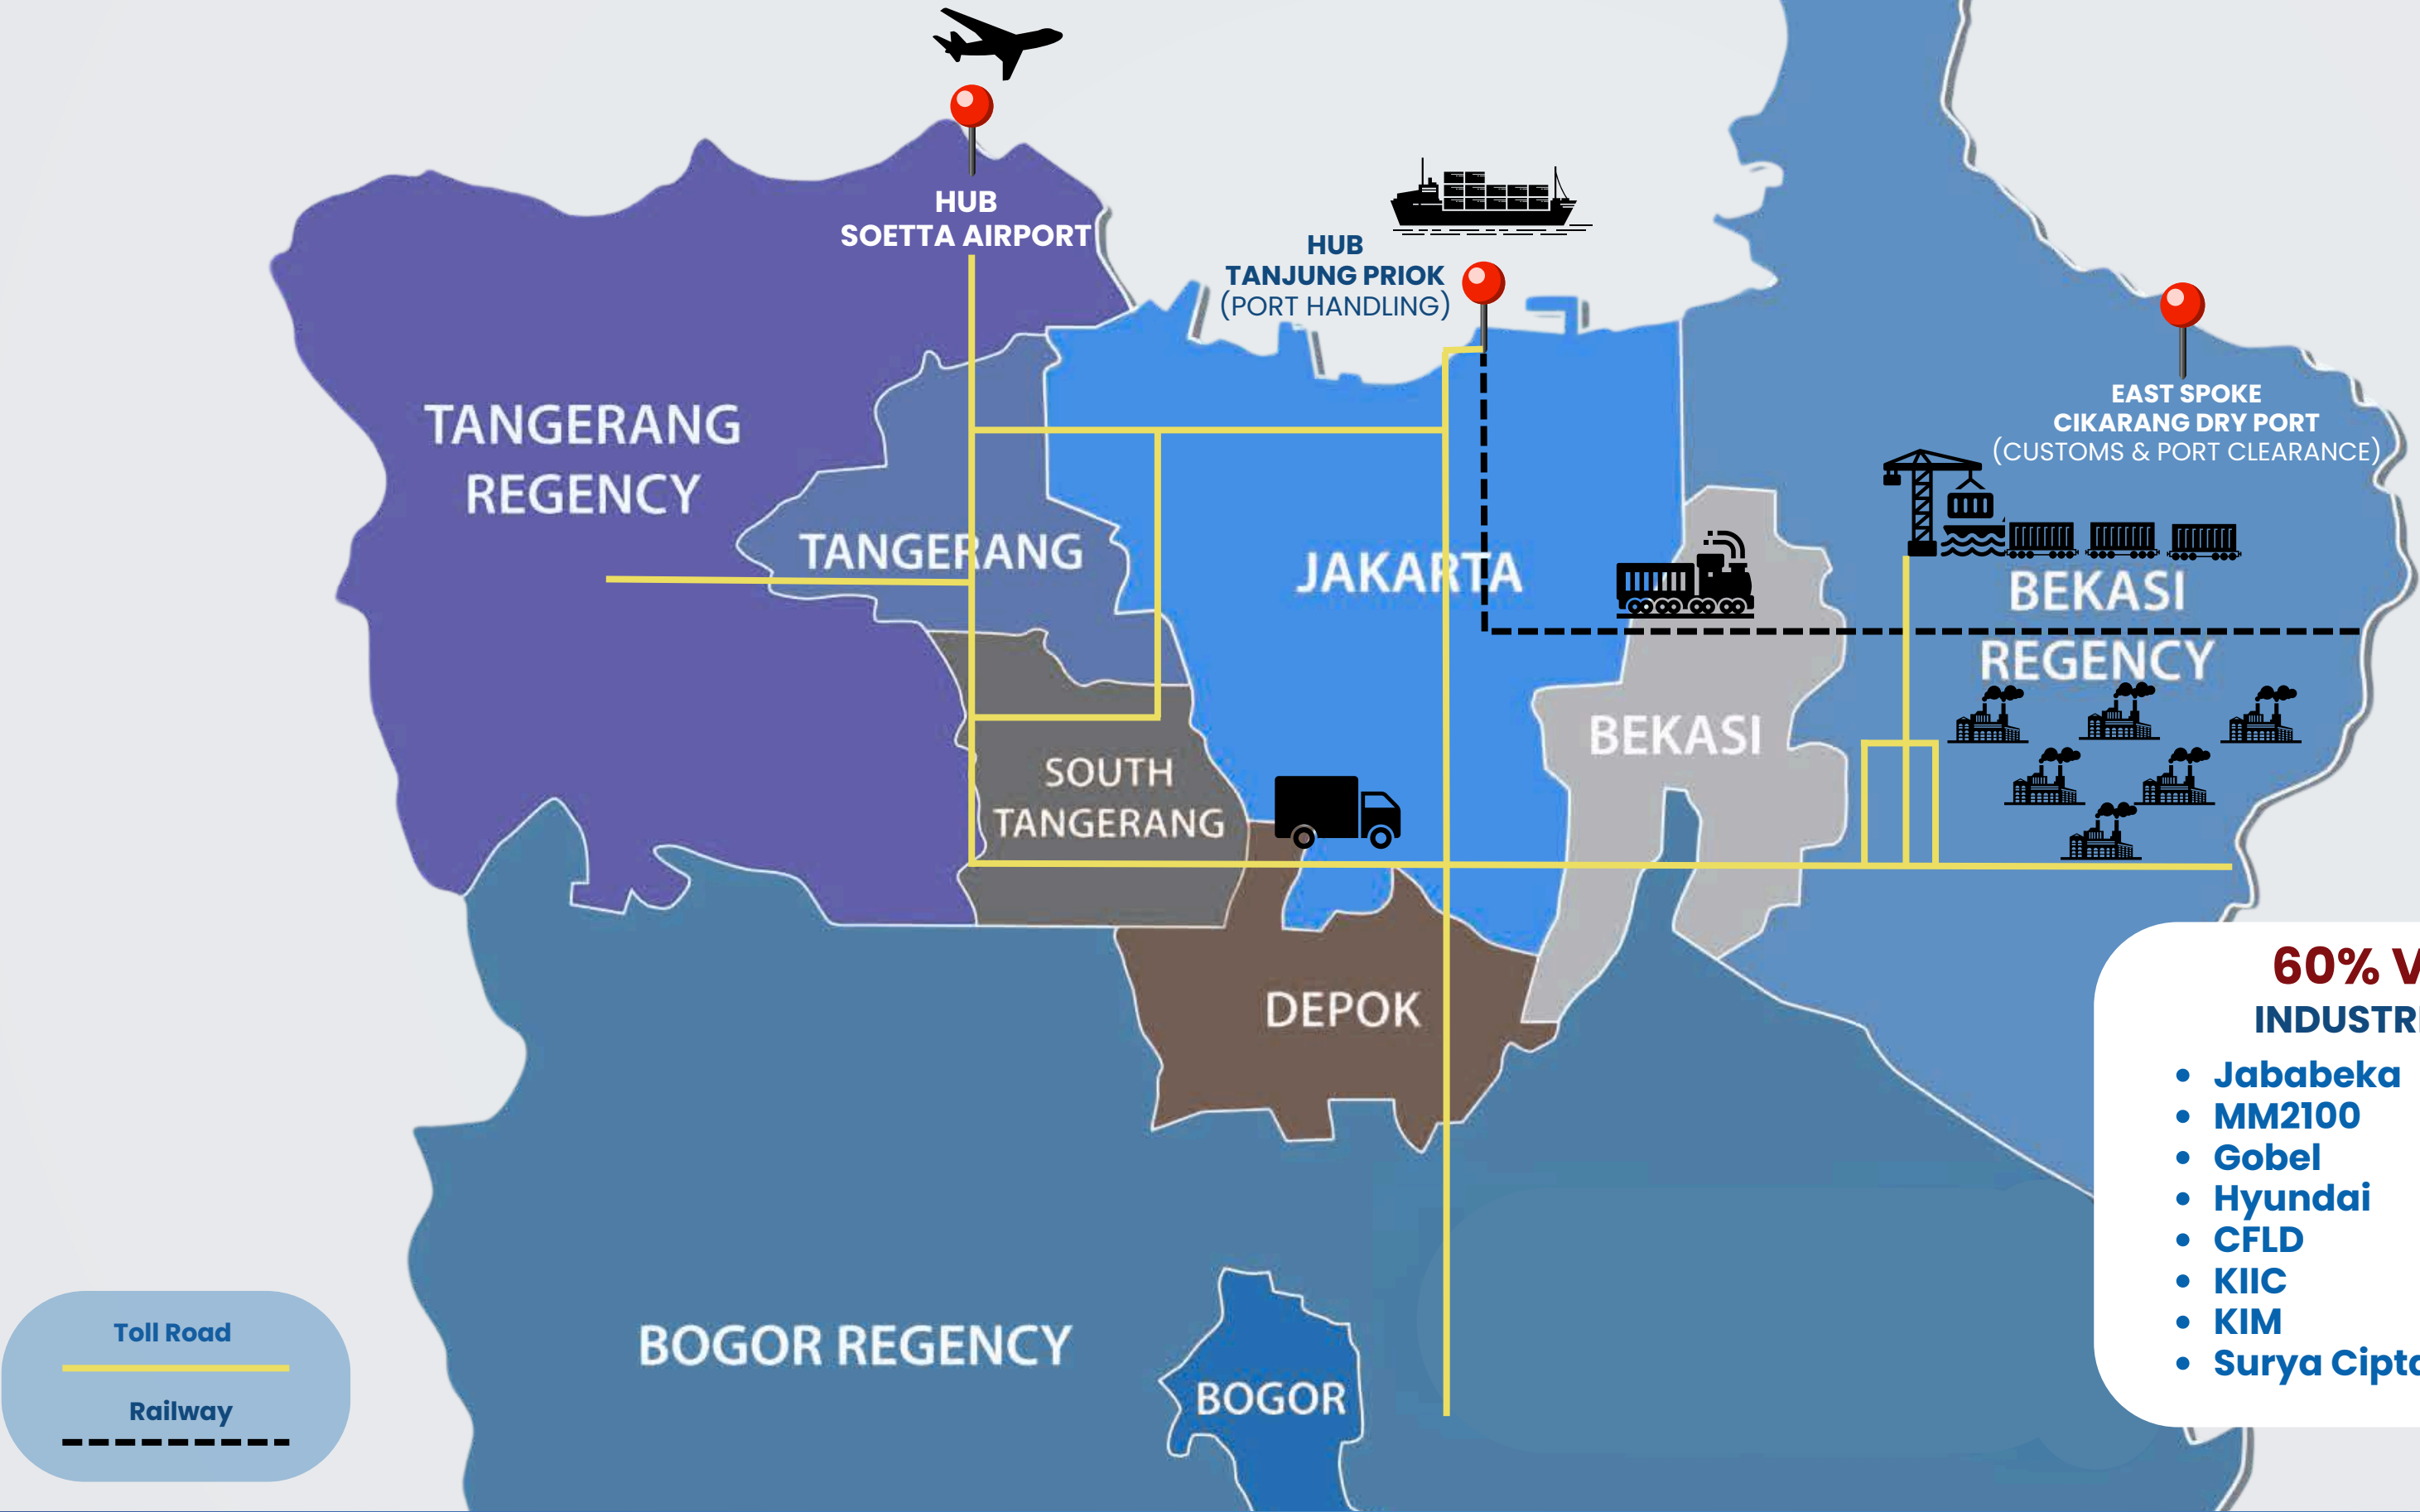 HUB
SOETTA AIRPORT
HUB
TANJUNG PRIOK
(PORT HANDLING)
EAST SPOKE
CIKARANG DRY PORT
(CUSTOMS & PORT CLEARANCE)
TANGERANG
REGENCY
TANGERANG
JAKARTA
BEKASI
REGENCY
BEKASI
SOUTH
TANGERANG
DEPOK
BOGOR REGENCY
BOGOR
Toll Road
Railway
60%
• Jababeka
• MM2100
• Gobel
• Hyundai
• CFLD
• KIIC
• KIM
• Surya